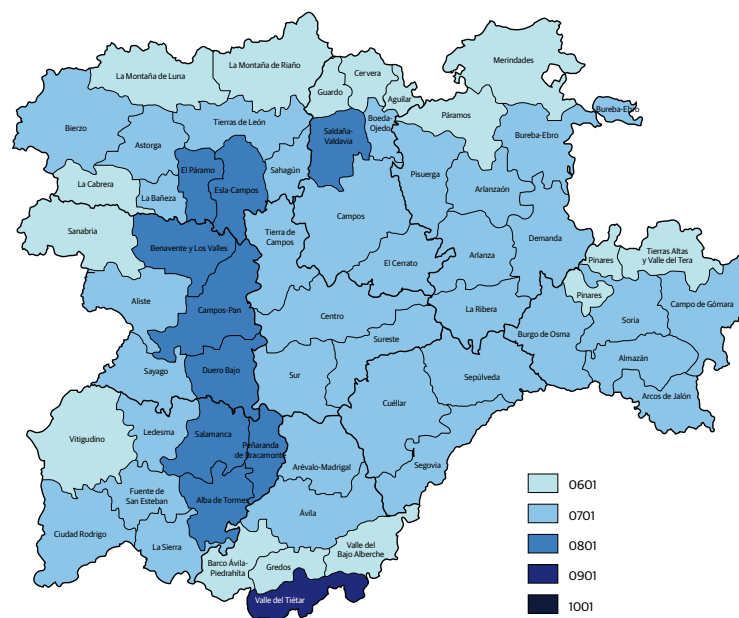 La Montaña de Luna
La Montaña de Riaño
Guardo
Cervera
Aguilar
Merindades
Bierzo
Astorga
Tierras de León
Saldaña-
Valdavia
Boeda-
Ojedo
Páramos
Bureba-Ebro
Bureba-Ebro
La Cabrera
La Bañeza
El Páramo
Esla-Campos
Sahagún
Campos
Pisuerga
Arlanzaón
Sanabria
Benavente y Los Valles
Tierra de
Campos
El Cerrato
Arlanza
Demanda
Pinares
Tierras Altas
y Valle del Tera
Aliste
Campos-Pan
Centro
La Ribera
Pinares
Soria
Campo de Gómara
Sureste
Burgo de Osma
Almazán
Sayago
Duero Bajo
Sur
Cuéllar
Sepúlveda
Arcos de Jalón
Vitigudino
Ledesma
Salamanca
Peñaranda
de Bracamonte
Arévalo-Madrigal
Segovia
Fuente de
San Esteban
Alba de Tormes
Ávila
Ciudad Rodrigo
La Sierra
Barco Ávila-
Piedrahíta
Gredos
Valle del
Bajo Alberche
Valle del Tiétar
0601
0701
0801
0901
1001